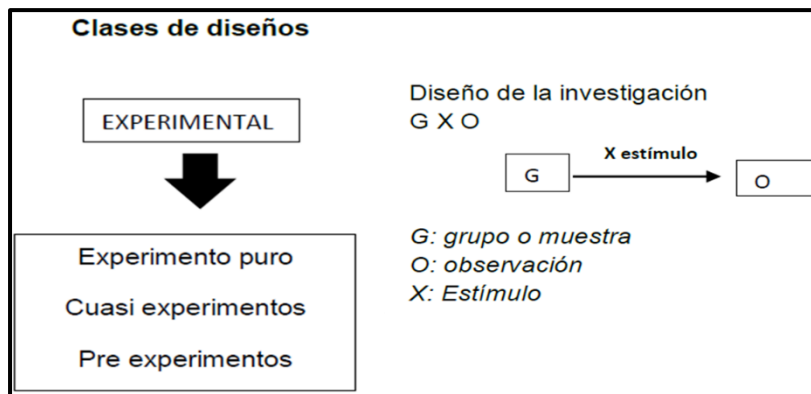 Clases de diseños
EXPERIMENTAL
Experimento puro
Cuasi experimentos
Pre experimentos
Diseño de la investigación
G X O
X estímulo
G
O
G: grupo o muestra
O: observación
X: Estímulo